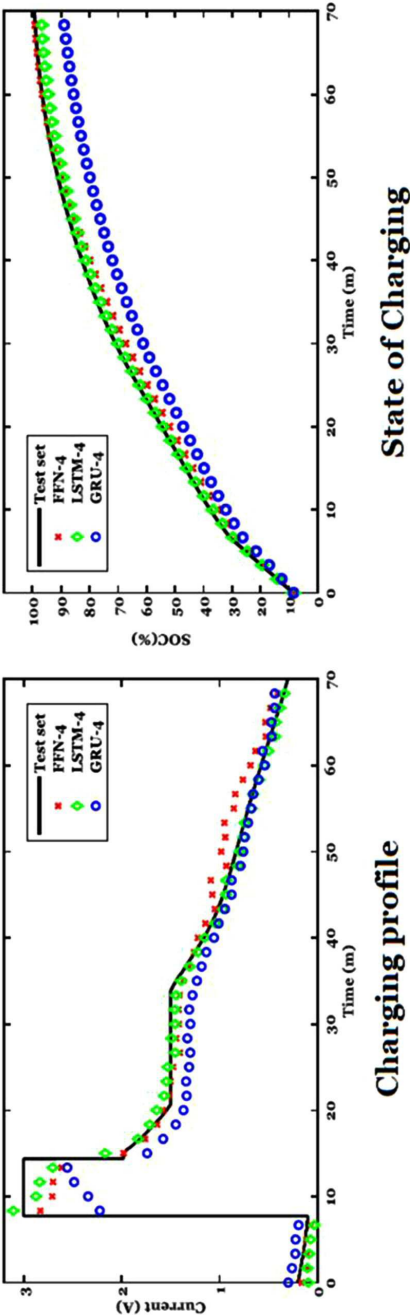 3
2
1
0
Current (A)
0
10
20
30
40
50
60
70
Time (m)
Test set
FFN-4
LSTM-4
GRU-4
Charging profile
100
90
80
70
60
50
40
30
20
10
0
SOC(%)
0
10
20
30
40
50
60
70
Time (m)
Test set
FFN-4
LSTM-4
GRU-4
State of Charging